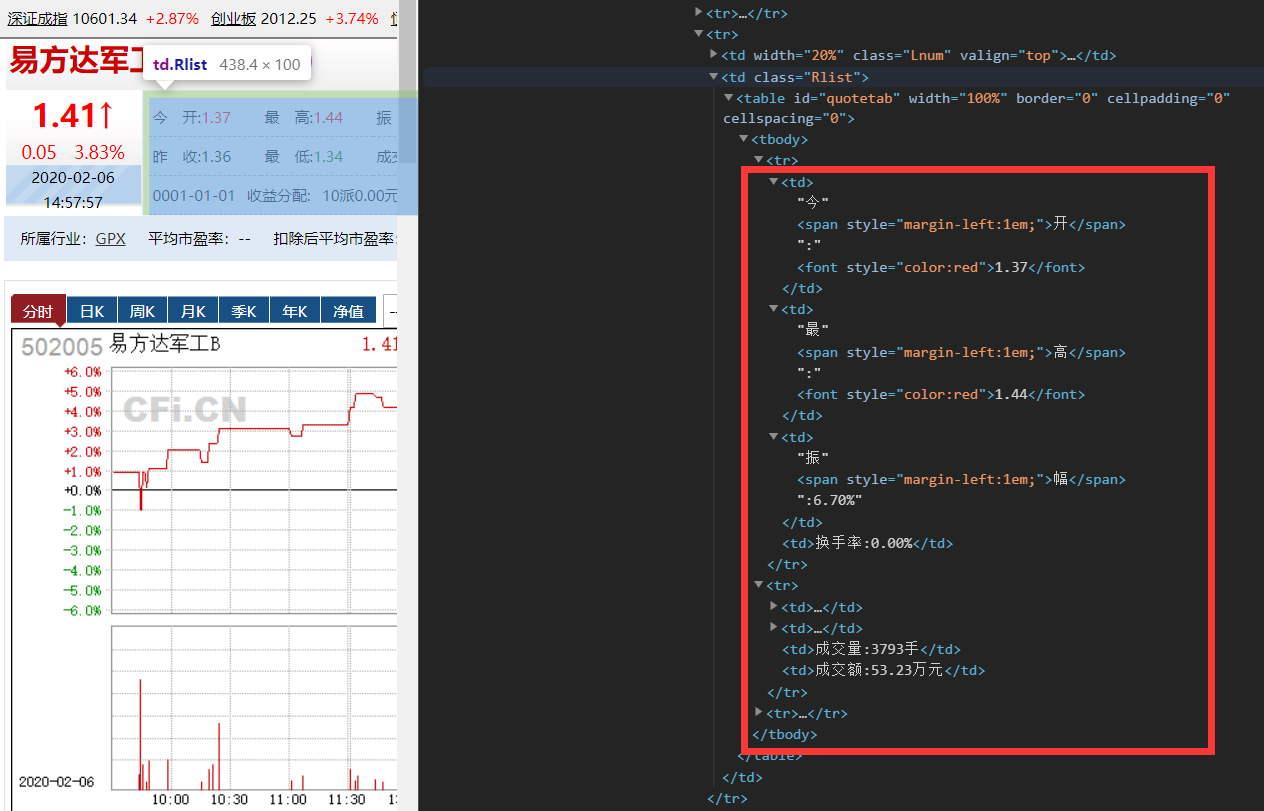 深证成指 10601.34 +2.87% 创业板 2012.25 +3.74%
易方达军工
td.Rlist 438.4 × 100
1.41↑
0.05 3.83%
2020-02-06
14:57:57
今 开:1.37 最 高:1.44 振
昨 收:1.36 最 低:1.34 成交
0001-01-01 收益分配: 10派0.00元
所属行业: GPX 平均市盈率: -- 扣除后平均市盈率:
分时 日K 周K 月K 季K 年K 净值 --
502005 易方达军工B 1.41
CFi.CN
+6.0%
+5.0%
+4.0%
+3.0%
+2.0%
+1.0%
+0.0%
-1.0%
-2.0%
-3.0%
-4.0%
-5.0%
-6.0%
2020-02-06
10:00 10:30 11:00 11:30
▶<tr>…</tr>
▼<tr>
▶<td width="20%" class="Lnum" valign="top">…</td>
▼<td class="Rlist">
▼<table id="quotetab" width="100%" border="0" cellpadding="0"
cellspacing="0">
▼<tbody>
▼<tr>
▼<td>
"今"
<span style="margin-left:1em;">开</span>
":"
<font style="color:red">1.37</font>
</td>
▼<td>
"最"
<span style="margin-left:1em;">高</span>
":"
<font style="color:red">1.44</font>
</td>
▼<td>
"振"
<span style="margin-left:1em;">幅</span>
":6.70%"
</td>
<td>换手率:0.00%</td>
</tr>
▼<tr>
▶<td>…</td>
▶<td>…</td>
<td>成交量:3793手</td>
<td>成交额:53.23万元</td>
</tr>
▶<tr>…</tr>
</tbody>
</table>
</td>
</tr>